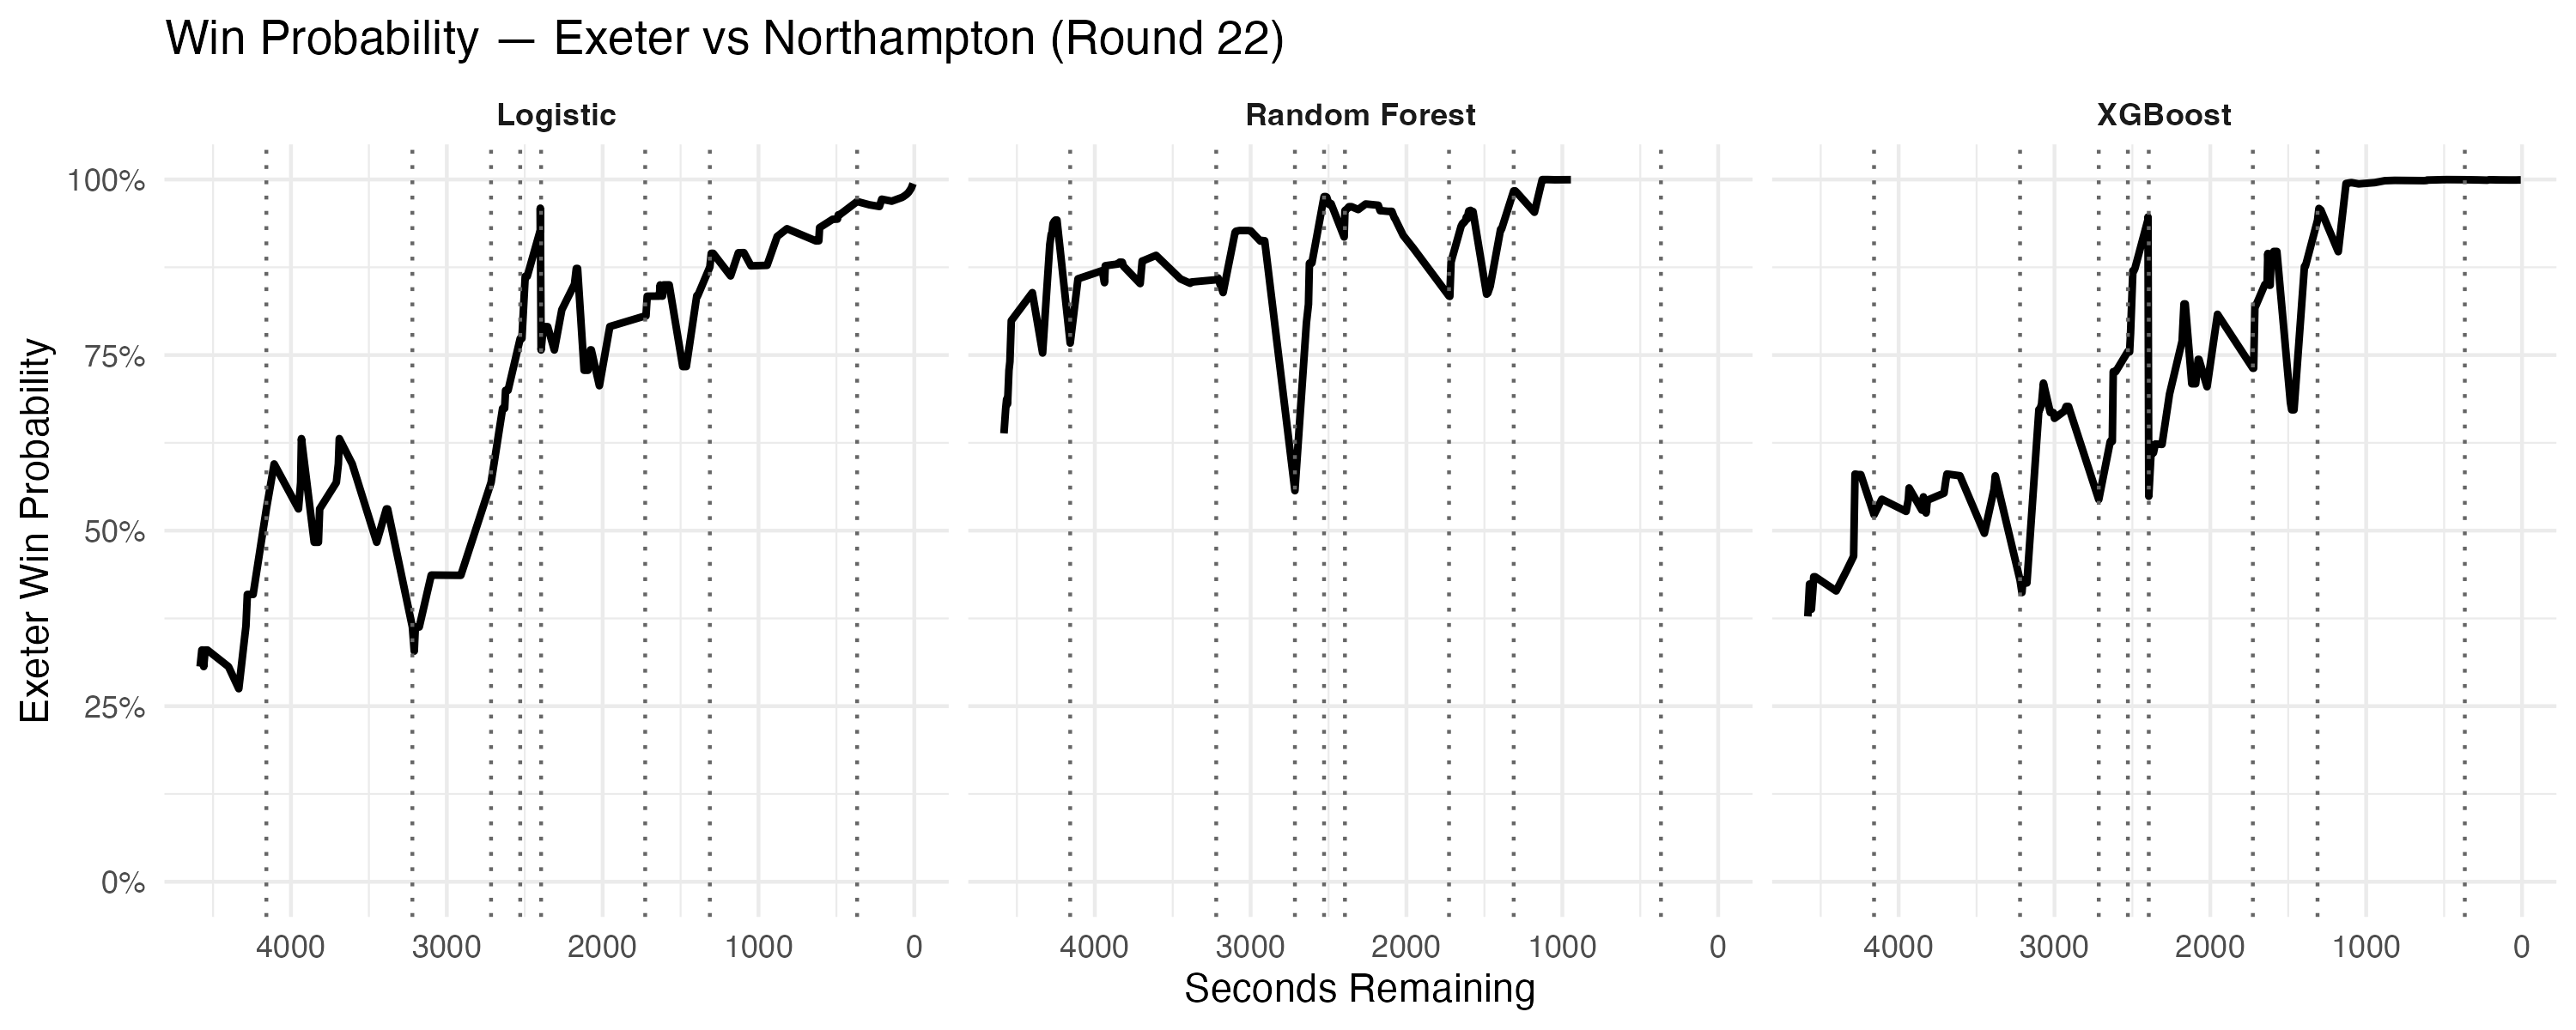 Win Probability — Exeter vs Northampton (Round 22)
Logistic
Random Forest
XGBoost
Exeter Win Probability
100%
75%
50%
25%
0%
4000 3000 2000 1000 0
4000 3000 2000 1000 0
4000 3000 2000 1000 0
Seconds Remaining